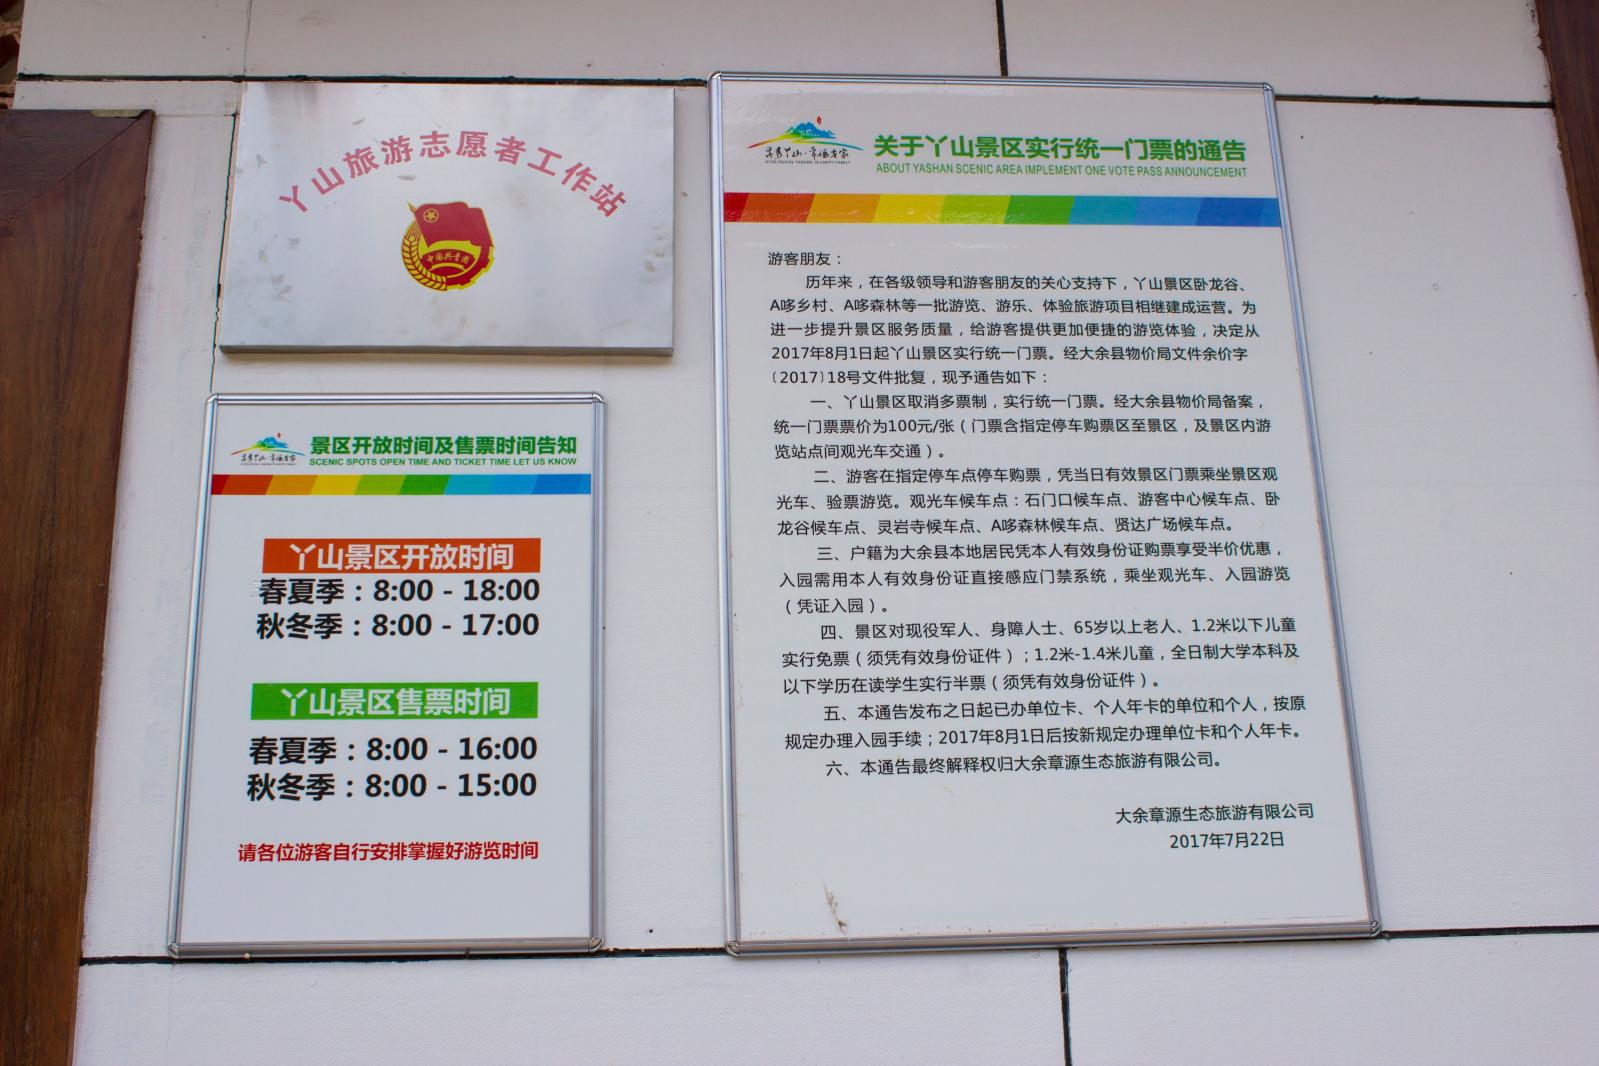 丫山旅游志愿者工作站
中国共青团
景区开放时间及售票时间告知
SCENIC SPOTS OPEN TIME AND TICKET TIME LET US KNOW
丫山景区开放时间
春夏季：8:00 - 18:00
秋冬季：8:00 - 17:00
丫山景区售票时间
春夏季：8:00 - 16:00
秋冬季：8:00 - 15:00
请各位游客自行安排掌握好游览时间
关于丫山景区实行统一门票的通告
ABOUT YASHAN SCENIC AREA IMPLEMENT ONE VOTE PASS ANNOUNCEMENT
游客朋友：
历年来，在各级领导和游客朋友的关心支持下，丫山景区卧龙谷、
A哆乡村、A哆森林等一批游览、游乐、体验旅游项目相继建成运营。为
进一步提升景区服务质量，给游客提供更加便捷的游览体验，决定从
2017年8月1日起丫山景区实行统一门票。经大余县物价局文件余价字
〔2017〕18号文件批复，现予通告如下：
一、丫山景区取消多票制，实行统一门票。经大余县物价局备案，
统一门票票价为100元/张（门票含指定停车购票区至景区，及景区内游
览站点间观光车交通）。
二、游客在指定停车点停车购票，凭当日有效景区门票乘坐景区观
光车、验票游览。观光车候车点：石门口候车点、游客中心候车点、卧
龙谷候车点、灵岩寺候车点、A哆森林候车点、贤达广场候车点。
三、户籍为大余县本地居民凭本人有效身份证购票享受半价优惠，
入园需用本人有效身份证直接感应门禁系统，乘坐观光车、入园游览
（凭证入园）。
四、景区对现役军人、身障人士、65岁以上老人、1.2米以下儿童
实行免票（须凭有效身份证件）；1.2米-1.4米儿童，全日制大学本科及
以下学历在读学生实行半票（须凭有效身份证件）。
五、本通告发布之日起已办单位卡、个人年卡的单位和个人，按原
规定办理入园手续；2017年8月1日后按新规定办理单位卡和个人年卡。
六、本通告最终解释权归大余章源生态旅游有限公司。
大余章源生态旅游有限公司
2017年7月22日